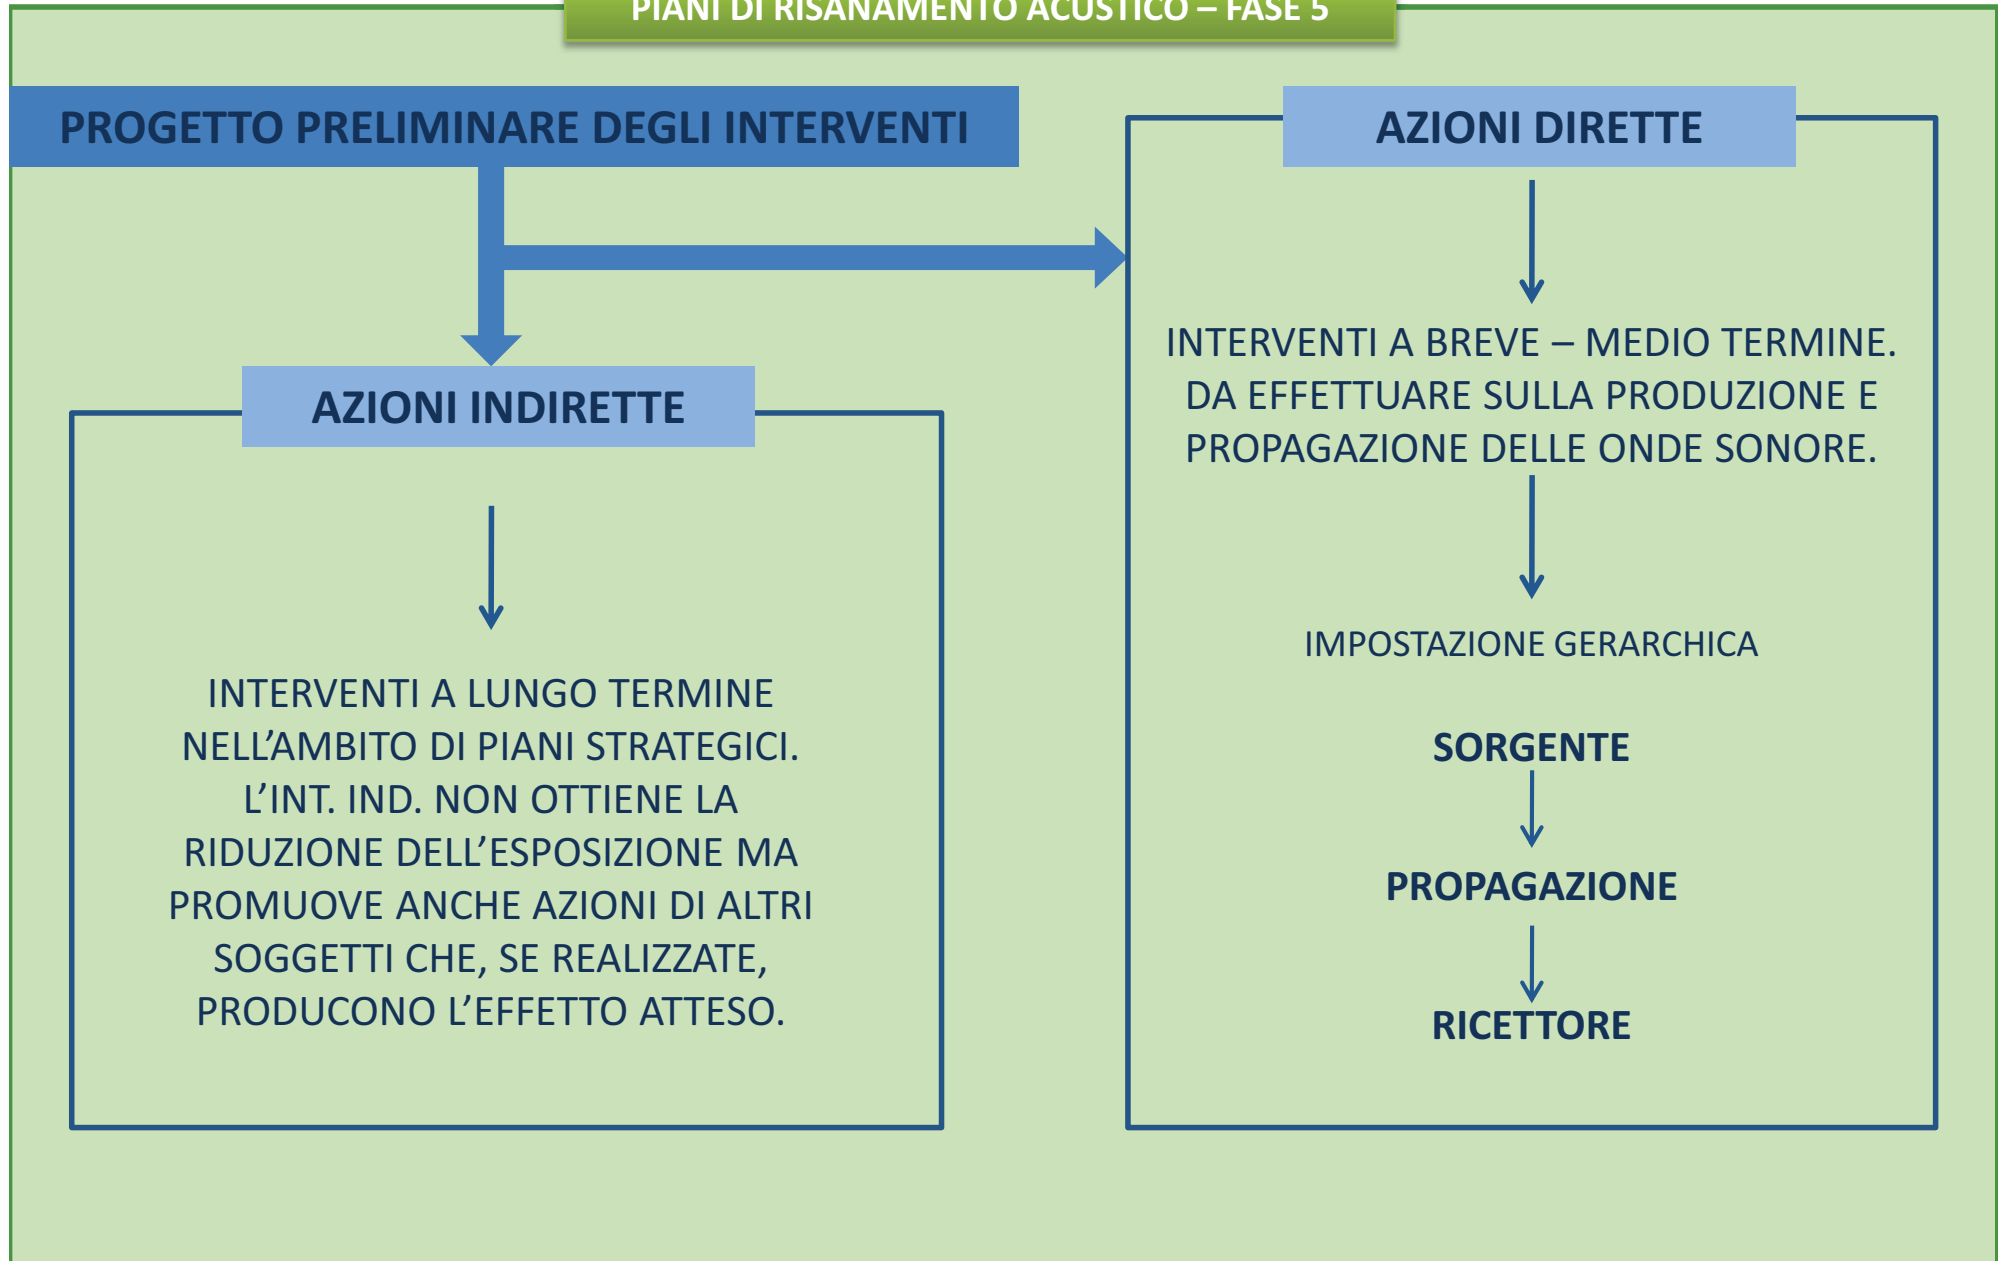 PIANI DI RISANAMENTO ACUSTICO – FASE 5
PROGETTO PRELIMINARE DEGLI INTERVENTI
AZIONI INDIRETTE
INTERVENTI A LUNGO TERMINE
NELL’AMBITO DI PIANI STRATEGICI.
L’INT. IND. NON OTTIENE LA
RIDUZIONE DELL’ESPOSIZIONE MA
PROMUOVE ANCHE AZIONI DI ALTRI
SOGGETTI CHE, SE REALIZZATE,
PRODUCONO L’EFFETTO ATTESO.
AZIONI DIRETTE
INTERVENTI A BREVE – MEDIO TERMINE.
DA EFFETTUARE SULLA PRODUZIONE E
PROPAGAZIONE DELLE ONDE SONORE.
IMPOSTAZIONE GERARCHICA
SORGENTE
PROPAGAZIONE
RICETTORE